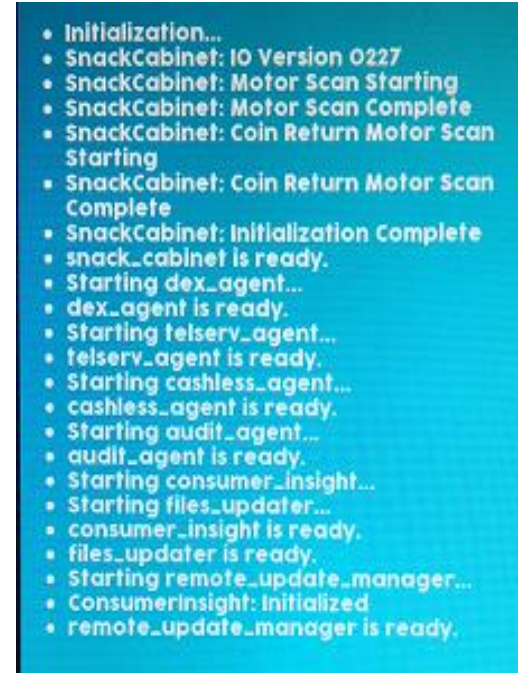 • Initialization...
• SnackCabinet: IO Version 0227
• SnackCabinet: Motor Scan Starting
• SnackCabinet: Motor Scan Complete
• SnackCabinet: Coin Return Motor Scan
Starting
• SnackCabinet: Coin Return Motor Scan
Complete
• SnackCabinet: Initialization Complete
• snack_cabinet is ready.
• Starting dex_agent...
• dex_agent is ready.
• Starting telserv_agent...
• telserv_agent is ready.
• Starting cashless_agent...
• cashless_agent is ready.
• Starting audit_agent...
• audit_agent is ready.
• Starting consumer_insight...
• Starting files_updater...
• consumer_insight is ready.
• files_updater is ready.
• Starting remote_update_manager...
• ConsumerInsight: Initialized
• remote_update_manager is ready.